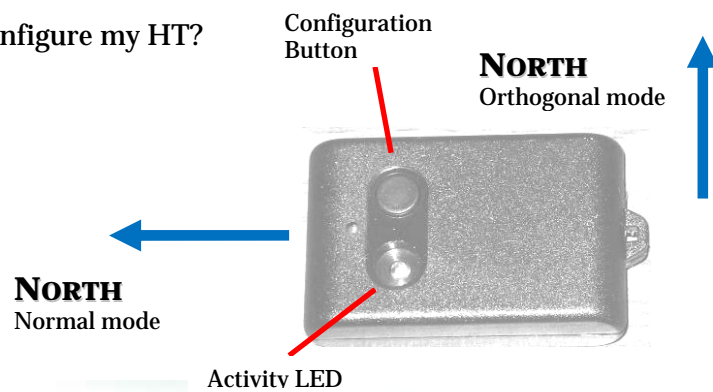 nfigure my HT?
Configuration
Button
NORTH
Orthogonal mode
NORTH
Normal mode
Activity LED